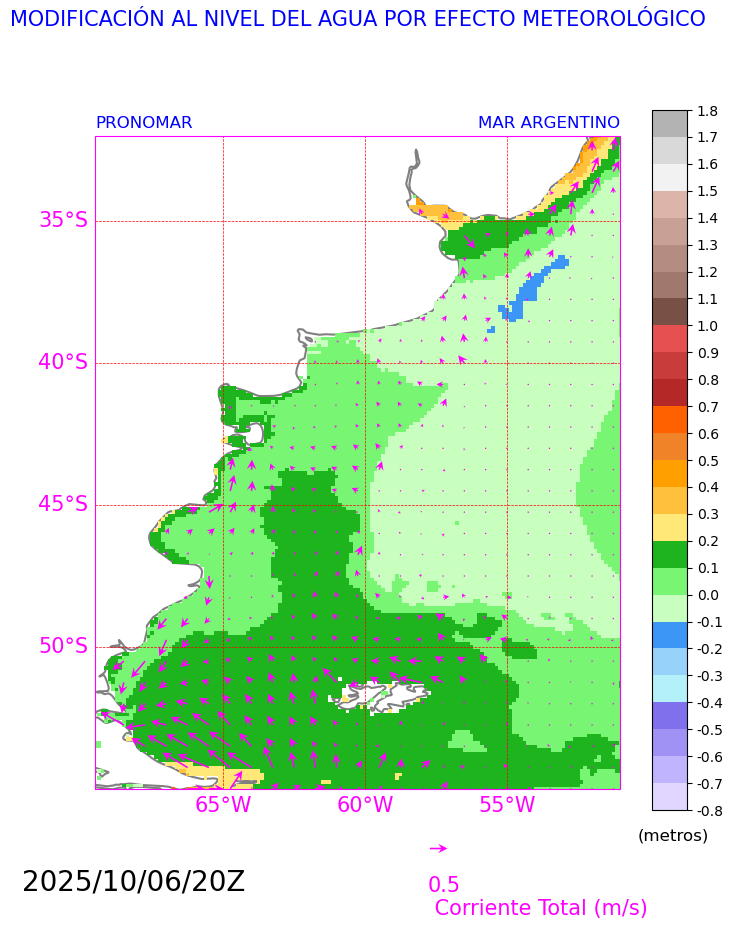 MODIFICACIÓN AL NIVEL DEL AGUA POR EFECTO METEOROLÓGICO
PRONOMAR
MAR ARGENTINO
35°S
40°S
45°S
50°S
65°W
60°W
55°W
1.8
1.7
1.6
1.5
1.4
1.3
1.2
1.1
1.0
0.9
0.8
0.7
0.6
0.5
0.4
0.3
0.2
0.1
0.0
-0.1
-0.2
-0.3
-0.4
-0.5
-0.6
-0.7
-0.8
(metros)
2025/10/06/20Z
0.5
Corriente Total (m/s)